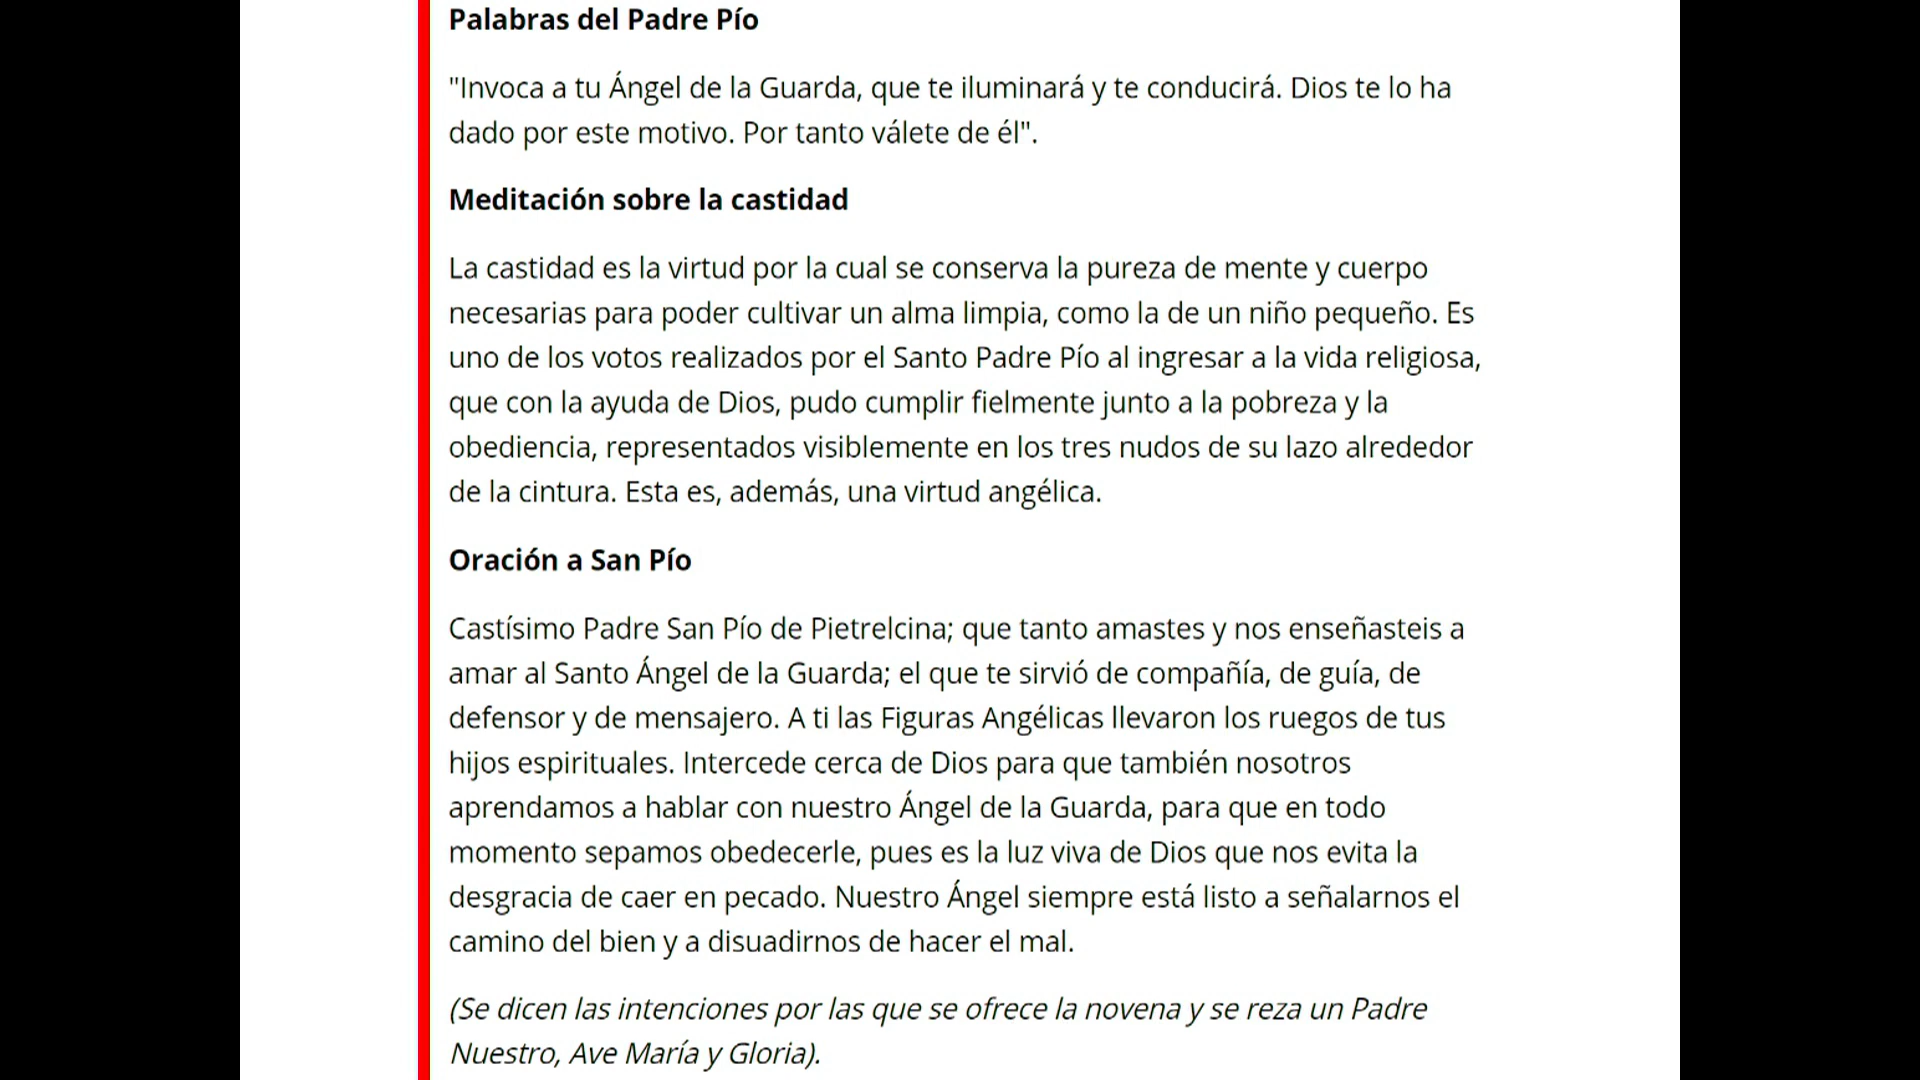 Palabras del Padre Pío
"Invoca a tu Ángel de la Guarda, que te iluminará y te conducirá. Dios te lo ha
dado por este motivo. Por tanto válete de él".
Meditación sobre la castidad
La castidad es la virtud por la cual se conserva la pureza de mente y cuerpo
necesarias para poder cultivar un alma limpia, como la de un niño pequeño. Es
uno de los votos realizados por el Santo Padre Pío al ingresar a la vida religiosa,
que con la ayuda de Dios, pudo cumplir fielmente junto a la pobreza y la
obediencia, representados visiblemente en los tres nudos de su lazo alrededor
de la cintura. Esta es, además, una virtud angélica.
Oración a San Pío
Castísimo Padre San Pío de Pietrelcina; que tanto amastes y nos enseñasteis a
amar al Santo Ángel de la Guarda; el que te sirvió de compañía, de guía, de
defensor y de mensajero. A ti las Figuras Angélicas llevaron los ruegos de tus
hijos espirituales. Intercede cerca de Dios para que también nosotros
aprendamos a hablar con nuestro Ángel de la Guarda, para que en todo
momento sepamos obedecerle, pues es la luz viva de Dios que nos evita la
desgracia de caer en pecado. Nuestro Ángel siempre está listo a señalarnos el
camino del bien y a disuadirnos de hacer el mal.
(Se dicen las intenciones por las que se ofrece la novena y se reza un Padre
Nuestro, Ave María y Gloria).